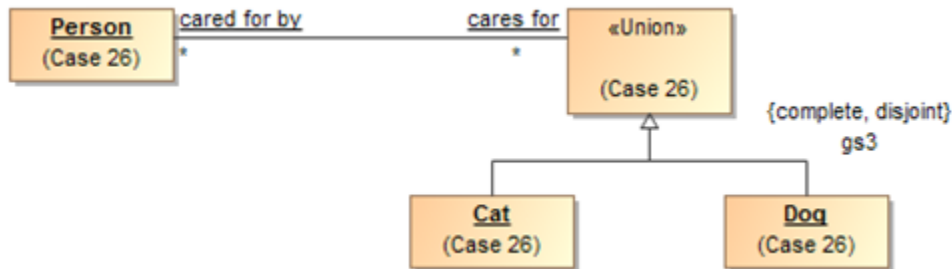 Person
(Case 26)
cared for by
*
cares for
*
«Union»
(Case 26)
{complete, disjoint}
gs3
Cat
(Case 26)
Dog
(Case 26)